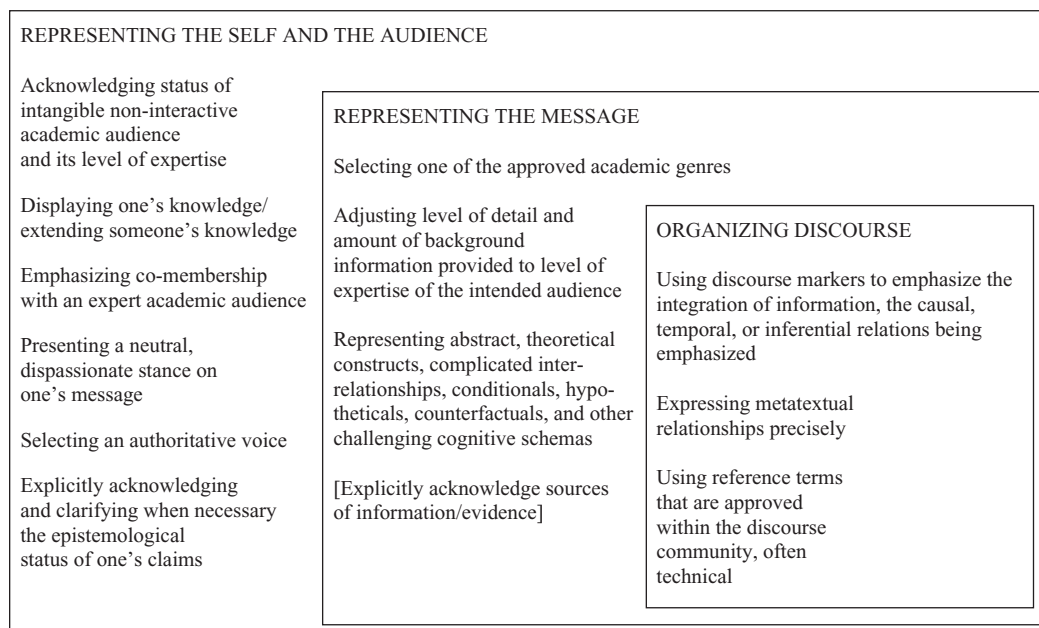 REPRESENTING THE SELF AND THE AUDIENCE
Acknowledging status of
intangible non-interactive
academic audience
and its level of expertise
Displaying one's knowledge/
extending someone's knowledge
Emphasizing co-membership
with an expert academic audience
Presenting a neutral,
dispassionate stance on
one's message
Selecting an authoritative voice
Explicitly acknowledging
and clarifying when necessary
the epistemological
status of one's claims
REPRESENTING THE MESSAGE
Selecting one of the approved academic genres
Adjusting level of detail and
amount of background
information provided to level of
expertise of the intended audience
Representing abstract, theoretical
constructs, complicated inter-
relationships, conditionals, hypo-
theticals, counterfactuals, and other
challenging cognitive schemas
[Explicitly acknowledge sources
of information/evidence]
ORGANIZING DISCOURSE
Using discourse markers to emphasize the
integration of information, the causal,
temporal, or inferential relations being
emphasized
Expressing metatextual
relationships precisely
Using reference terms
that are approved
within the discourse
community, often
technical